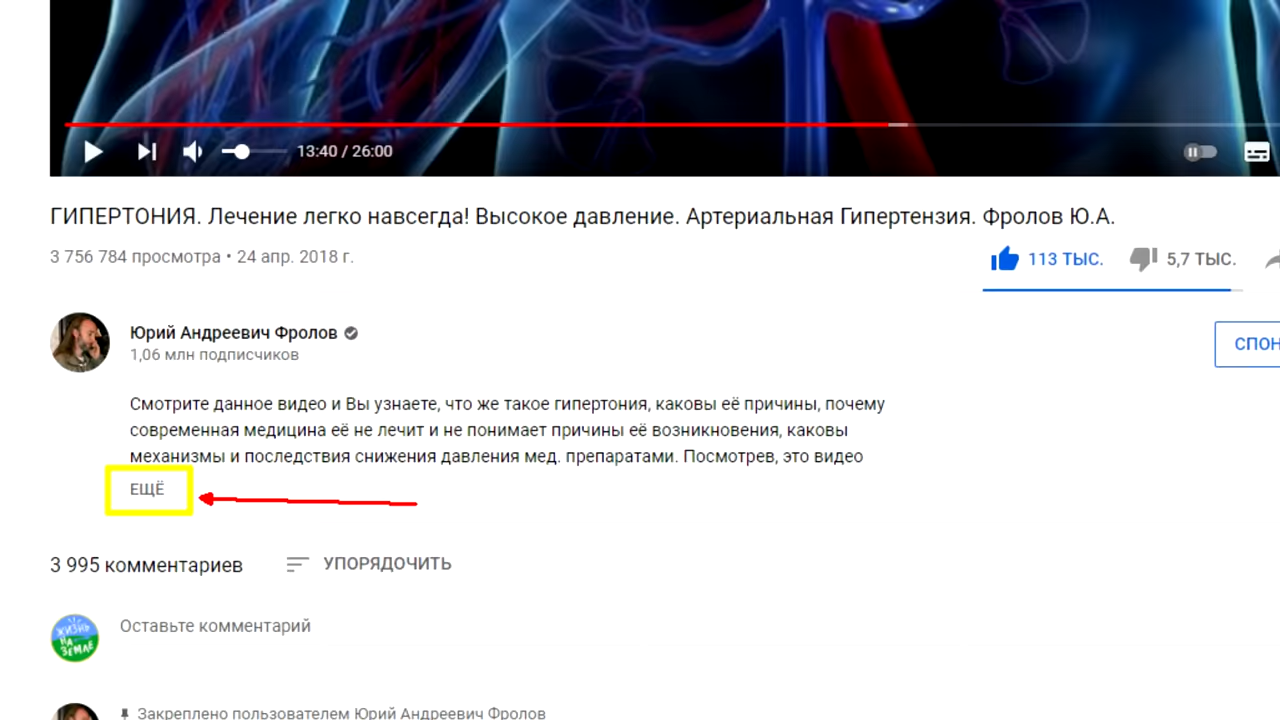 13:40 / 26:00
ГИПЕРТОНИЯ. Лечение легко навсегда! Высокое давление. Артериальная Гипертензия. Фролов Ю.А.
3 756 784 просмотра • 24 апр. 2018 г.
113 ТЫС.
5,7 ТЫС.
Юрий Андреевич Фролов
1,06 млн подписчиков
СПОН
Смотрите данное видео и Вы узнаете, что же такое гипертония, каковы её причины, почему
современная медицина её не лечит и не понимает причины её возникновения, каковы
механизмы и последствия снижения давления мед. препаратами. Посмотрев, это видео
ЕЩЁ
3 995 комментариев
УПОРЯДОЧИТЬ
ЖИЗНЬ
НА
ЗЕМЛЕ
Оставьте комментарий
Закреплено пользователем Юрий Андреевич Фролов